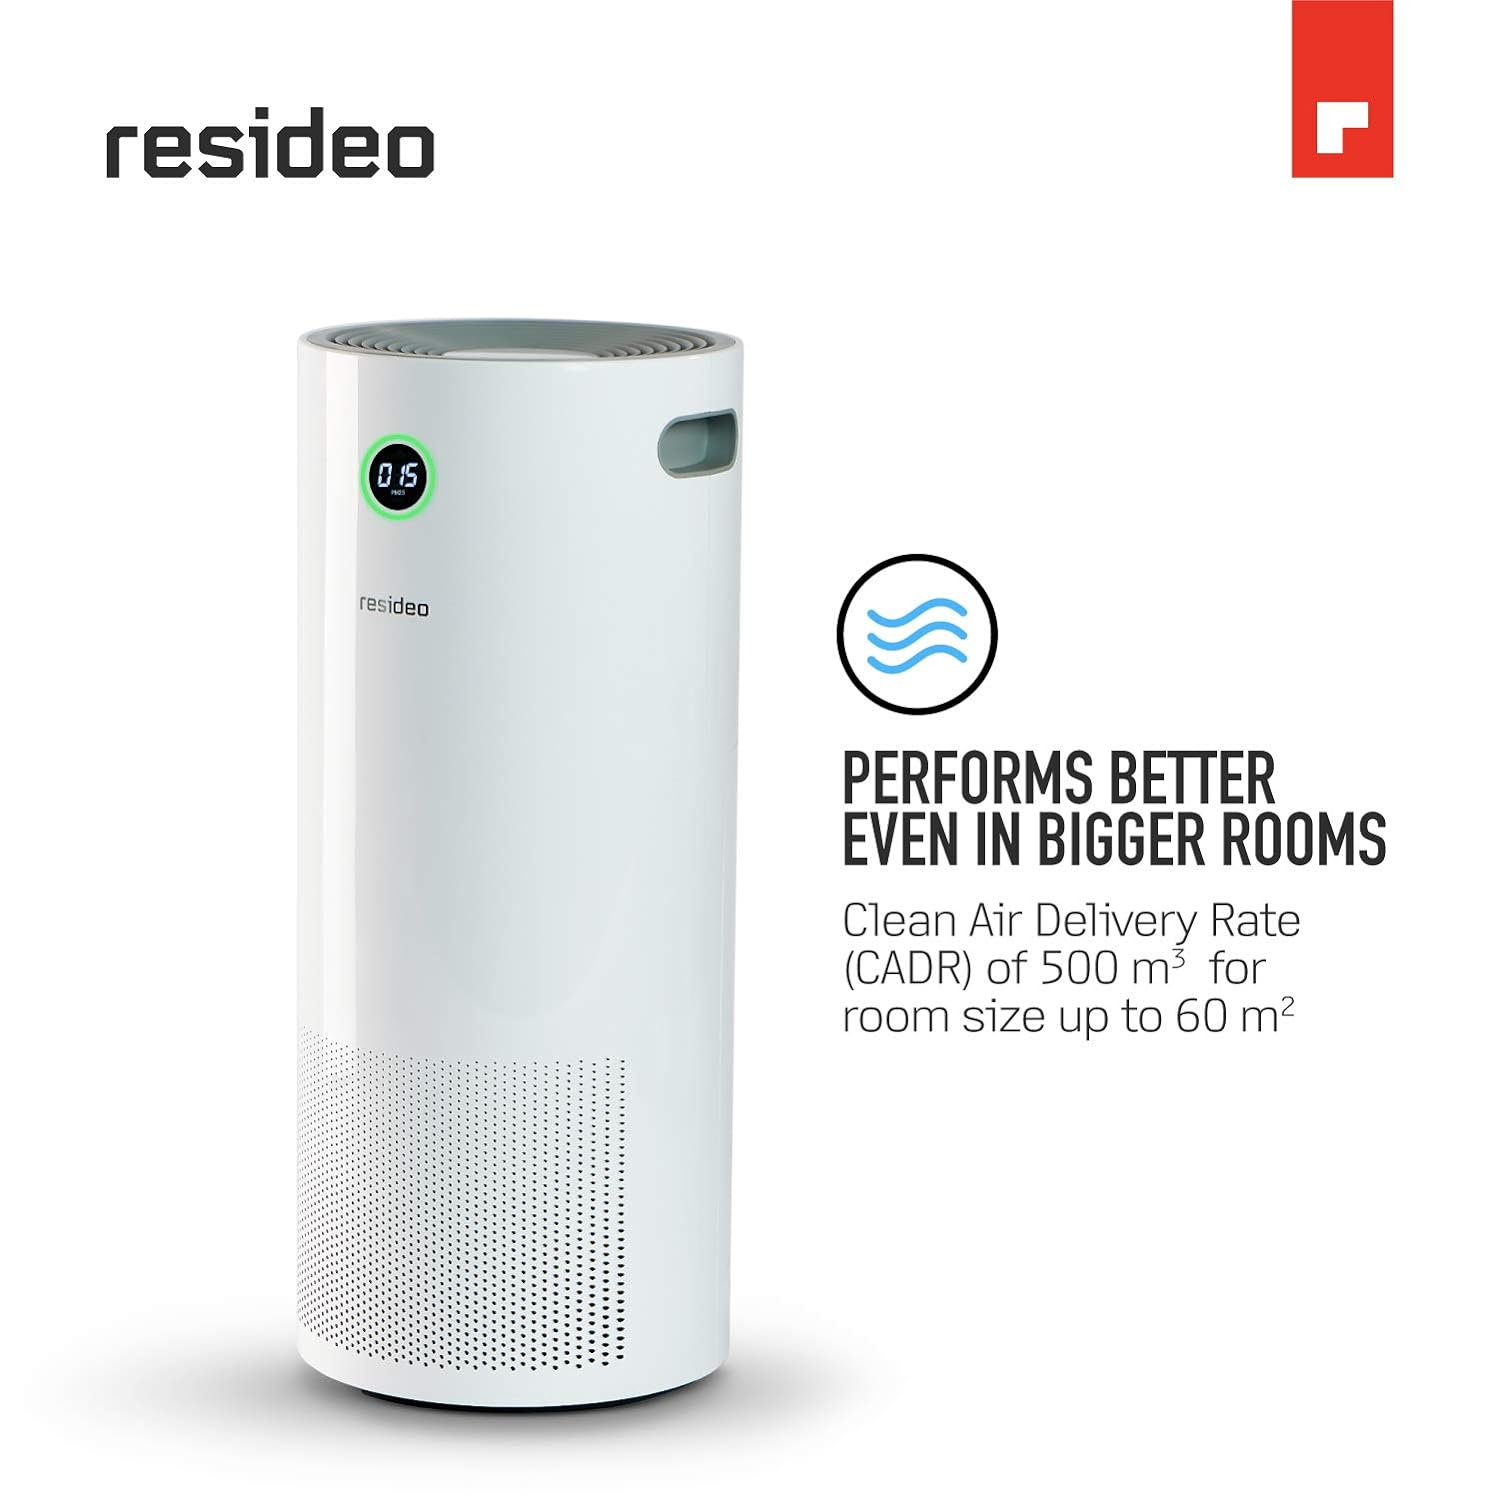 resideo
r
015
PM2.5
resideo
PERFORMS BETTER
EVEN IN BIGGER ROOMS
Clean Air Delivery Rate
(CADR) of 500 m³ for
room size up to 60 m²